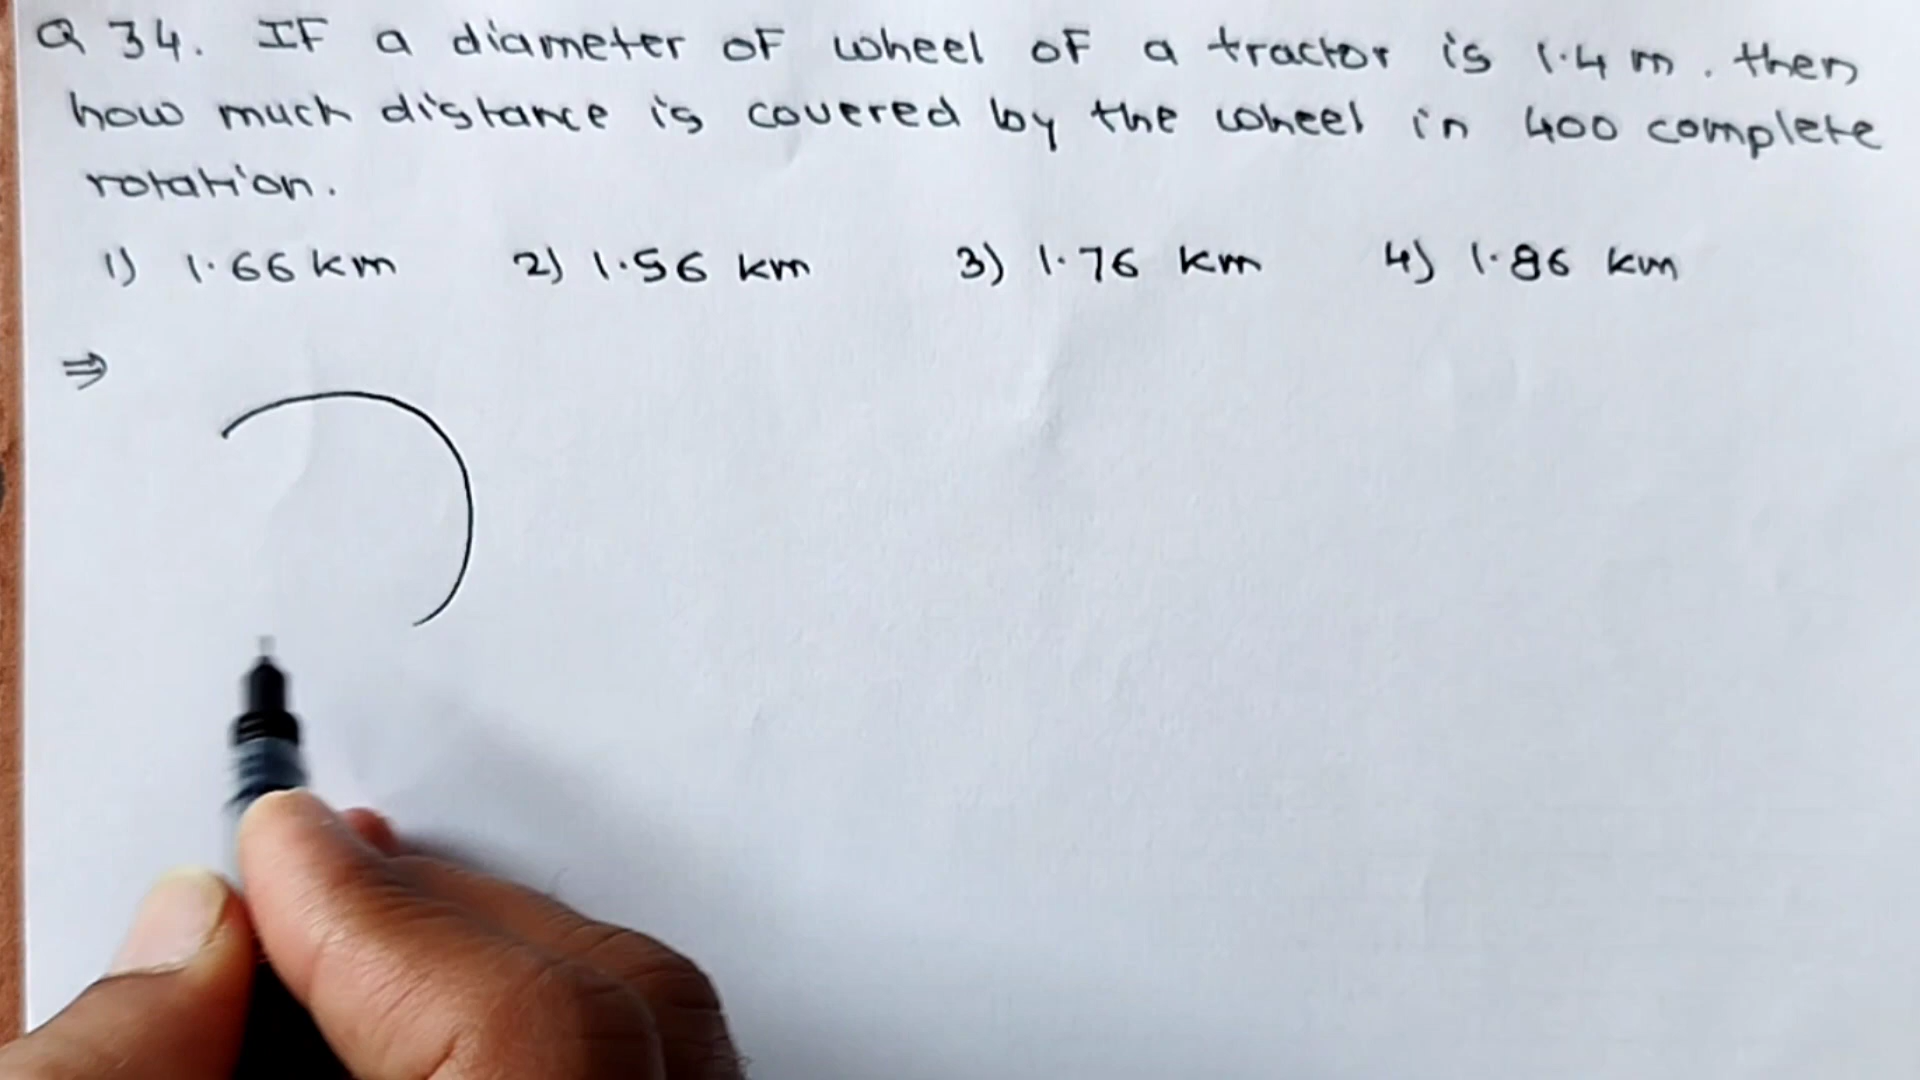 Q 34. IF a diameter of wheel of a tractor is 1.4 m. then
how much distance is covered by the wheel in 400 complete
rotation.
1) 1.66 km 2) 1.56 km 3) 1.76 km 4) 1.86 km
⇒